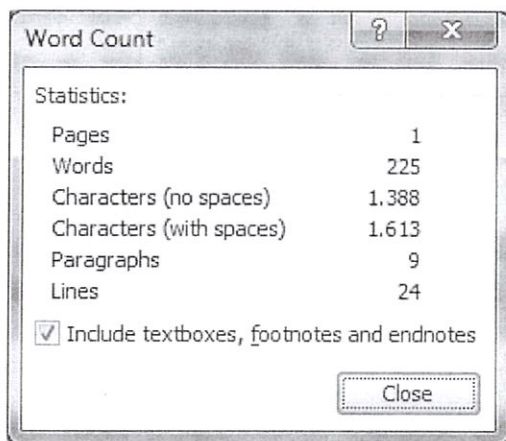 Word Count
Statistics:
Pages 1
Words 225
Characters (no spaces) 1.388
Characters (with spaces) 1.613
Paragraphs 9
Lines 24
Include textboxes, footnotes and endnotes
Close